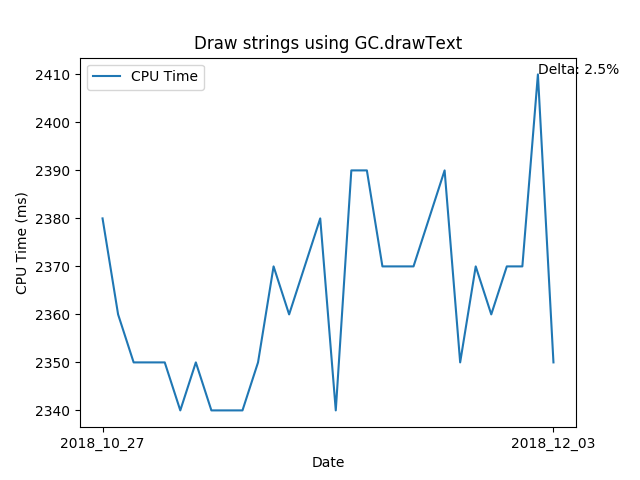 Draw strings using GC.drawText
Delta: 2.5%
CPU Time
2410
2400
2390
2380
2370
2360
2350
2340
CPU Time (ms)
2018_10_27
2018_12_03
Date